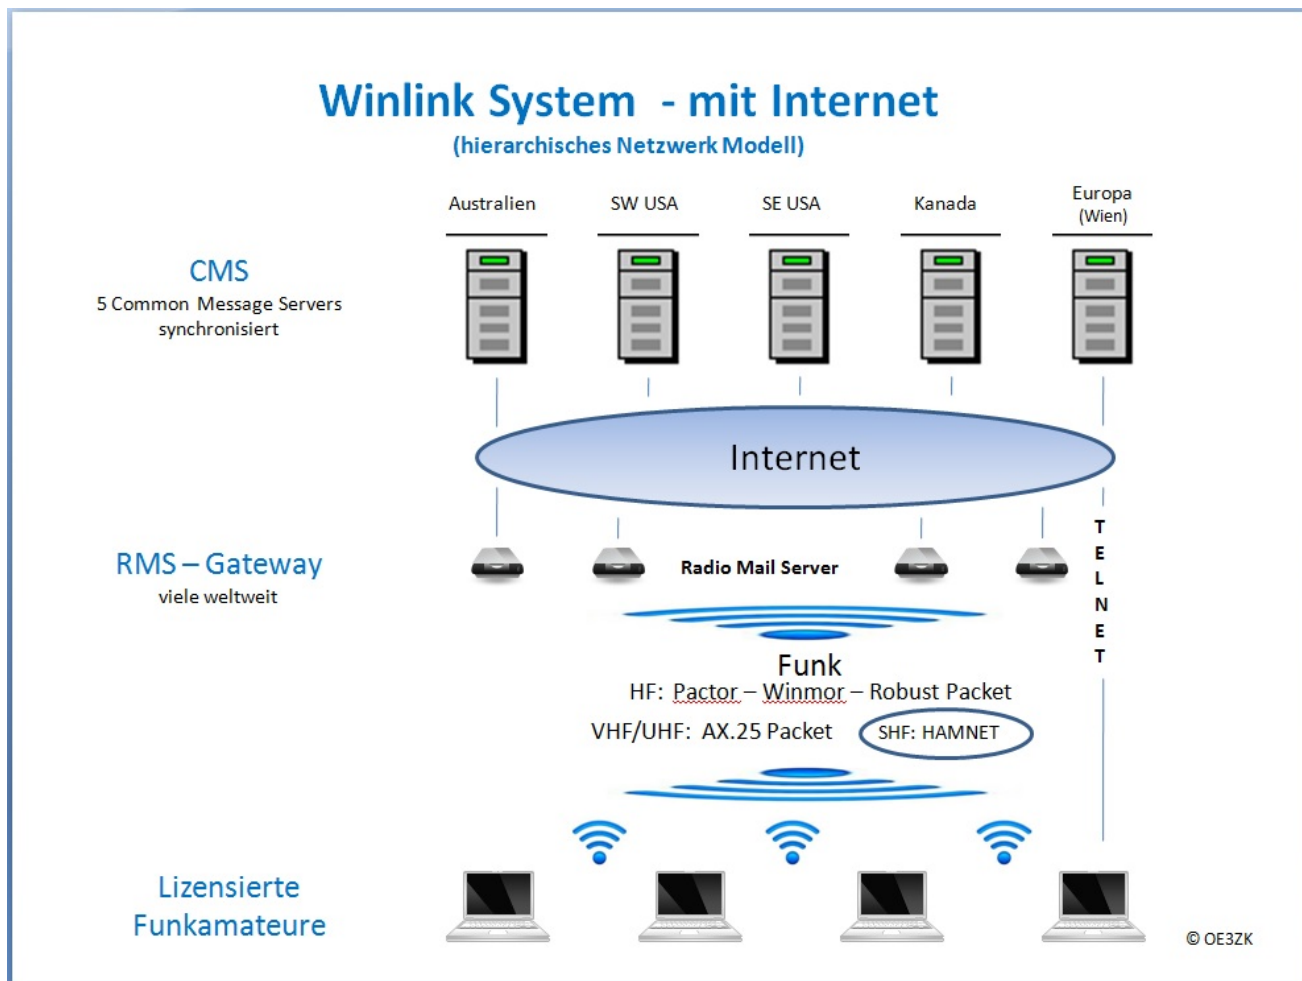 Winlink System - mit Internet
(hierarchisches Netzwerk Modell)
Australien
SW USA
SE USA
Kanada
Europa
(Wien)
CMS
5 Common Message Servers
synchronisiert
Internet
RMS – Gateway
viele weltweit
Radio Mail Server
TELNET
Funk
HF: Pactor – Winmor – Robust Packet
VHF/UHF: AX.25 Packet
SHF: HAMNET
Lizensierte
Funkamateure
© OE3ZK